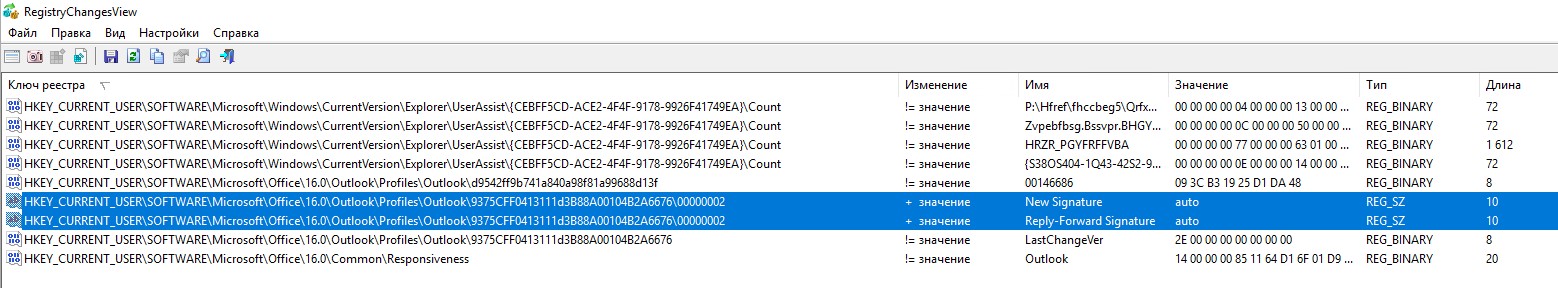 RegistryChangesView
Файл Правка Вид Настройки Справка
Ключ реестра Изменение Имя Значение Тип Длина
HKEY_CURRENT_USER\SOFTWARE\Microsoft\Windows\CurrentVersion\Explorer\UserAssist\{CEBFF5CD-ACE2-4F4F-9178-9926F41749EA}\Count != значение P:\Hfref\fhccbeg5\Qrfx... 00 00 00 00 04 00 00 00 13 00 00 ... REG_BINARY 72
HKEY_CURRENT_USER\SOFTWARE\Microsoft\Windows\CurrentVersion\Explorer\UserAssist\{CEBFF5CD-ACE2-4F4F-9178-9926F41749EA}\Count != значение Zvpebfbsg.Bssvpr.BHGY... 00 00 00 00 0C 00 00 00 50 00 00 ... REG_BINARY 72
HKEY_CURRENT_USER\SOFTWARE\Microsoft\Windows\CurrentVersion\Explorer\UserAssist\{CEBFF5CD-ACE2-4F4F-9178-9926F41749EA}\Count != значение HRZR_PGYFRFFVBA 00 00 00 00 77 00 00 00 63 01 00 ... REG_BINARY 1 612
HKEY_CURRENT_USER\SOFTWARE\Microsoft\Windows\CurrentVersion\Explorer\UserAssist\{CEBFF5CD-ACE2-4F4F-9178-9926F41749EA}\Count != значение {S38OS404-1Q43-42S2-9... 00 00 00 00 0E 00 00 00 14 00 00 ... REG_BINARY 72
HKEY_CURRENT_USER\SOFTWARE\Microsoft\Office\16.0\Outlook\Profiles\Outlook\d9542ff9b741a840a98f81a99688d13f != значение 00146686 09 3C B3 19 25 D1 DA 48 REG_BINARY 8
HKEY_CURRENT_USER\SOFTWARE\Microsoft\Office\16.0\Outlook\Profiles\Outlook\9375CFF0413111d3B88A00104B2A6676\00000002 + значение New Signature auto REG_SZ 10
HKEY_CURRENT_USER\SOFTWARE\Microsoft\Office\16.0\Outlook\Profiles\Outlook\9375CFF0413111d3B88A00104B2A6676\00000002 + значение Reply-Forward Signature auto REG_SZ 10
HKEY_CURRENT_USER\SOFTWARE\Microsoft\Office\16.0\Outlook\Profiles\Outlook\9375CFF0413111d3B88A00104B2A6676 != значение LastChangeVer 2E 00 00 00 00 00 00 00 REG_BINARY 8
HKEY_CURRENT_USER\SOFTWARE\Microsoft\Office\16.0\Common\Responsiveness != значение Outlook 14 00 00 00 85 11 64 D1 6F 01 D9 ... REG_BINARY 20